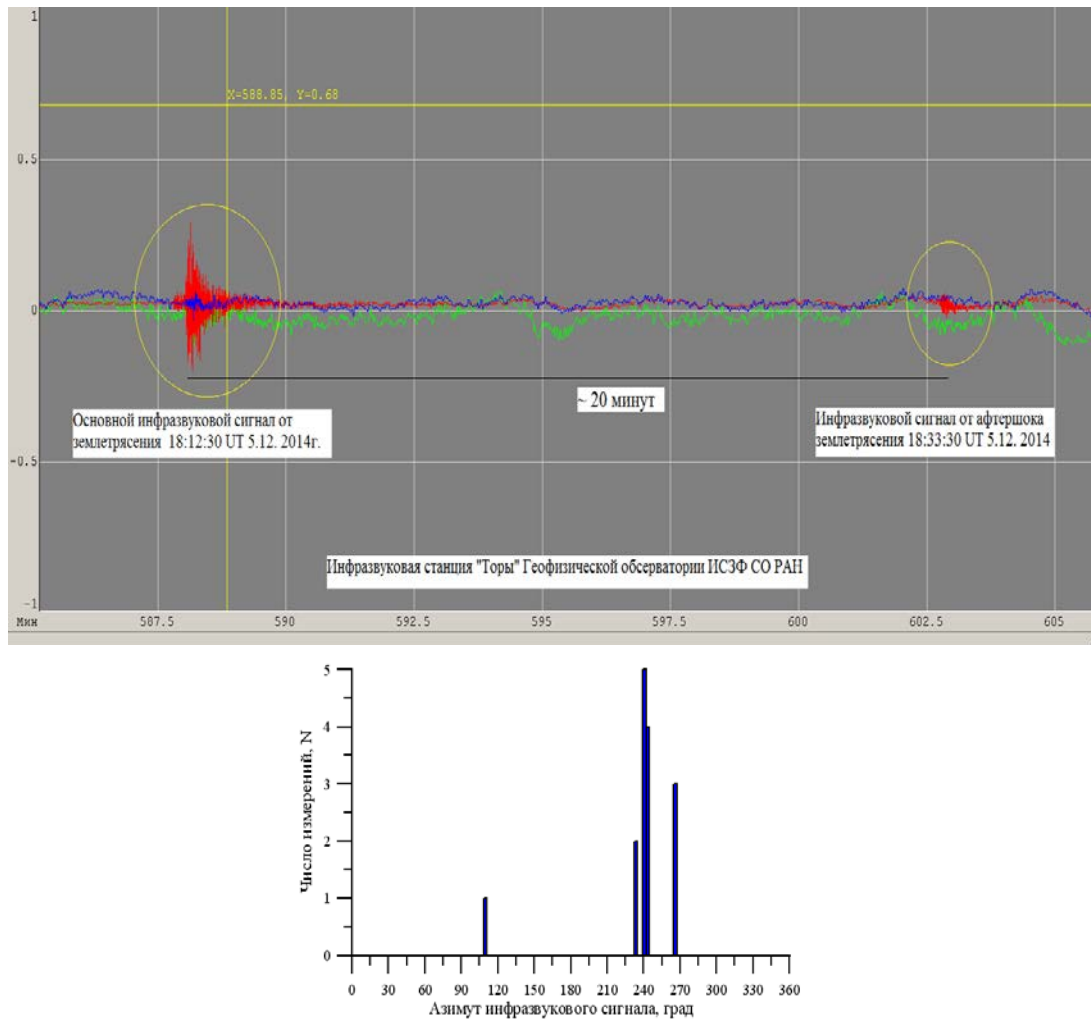 1
X=588.85, Y=0.68
0.5
0
~ 20 минут
Основной инфразвуковой сигнал от
землетрясения 18:12:30 UT 5.12. 2014г.
Инфразвуковой сигнал от афтершока
землетрясения 18:33:30 UT 5.12. 2014
-0.5
Инфразвуковая станция "Торы" Геофизической обсерватории ИСЗФ СО РАН
-1
Мин 587.5 590 592.5 595 597.5 600 602.5 605
5
4
3
2
1
0
Число измерений, N
0 30 60 90 120 150 180 210 240 270 300 330 360
Азимут инфразвукового сигнала, град